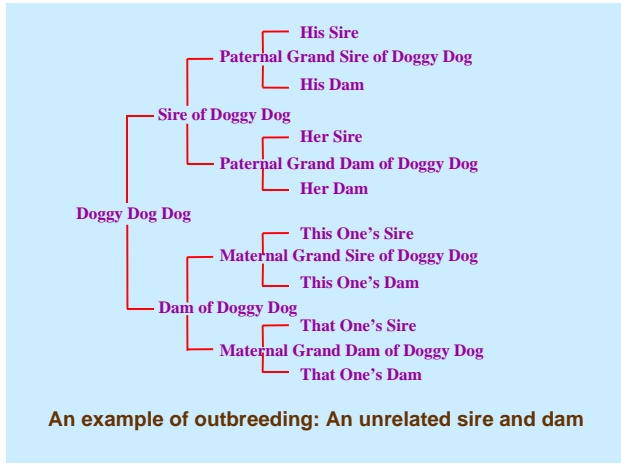 His Sire
Paternal Grand Sire of Doggy Dog
His Dam
Sire of Doggy Dog
Her Sire
Paternal Grand Dam of Doggy Dog
Her Dam
Doggy Dog Dog
This One's Sire
Maternal Grand Sire of Doggy Dog
This One's Dam
Dam of Doggy Dog
That One's Sire
Maternal Grand Dam of Doggy Dog
That One's Dam
An example of outbreeding: An unrelated sire and dam